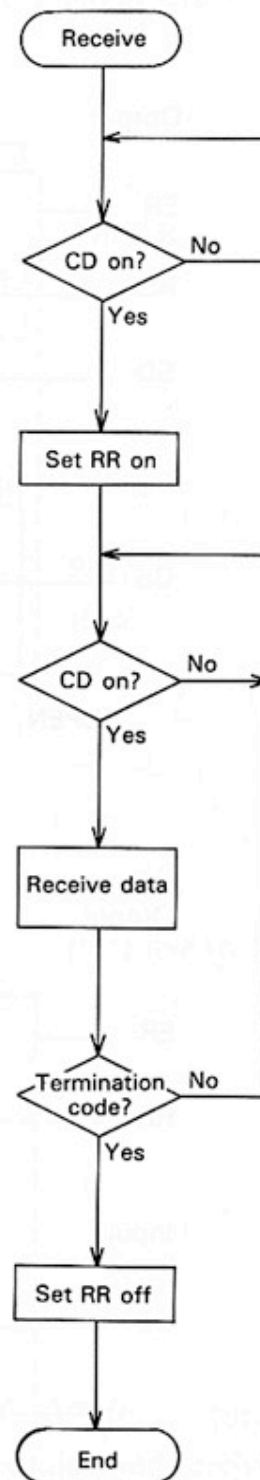 Receive
CD on?
No
Yes
Set RR on
CD on?
No
Yes
Receive data
Termination
code?
No
Yes
Set RR off
End